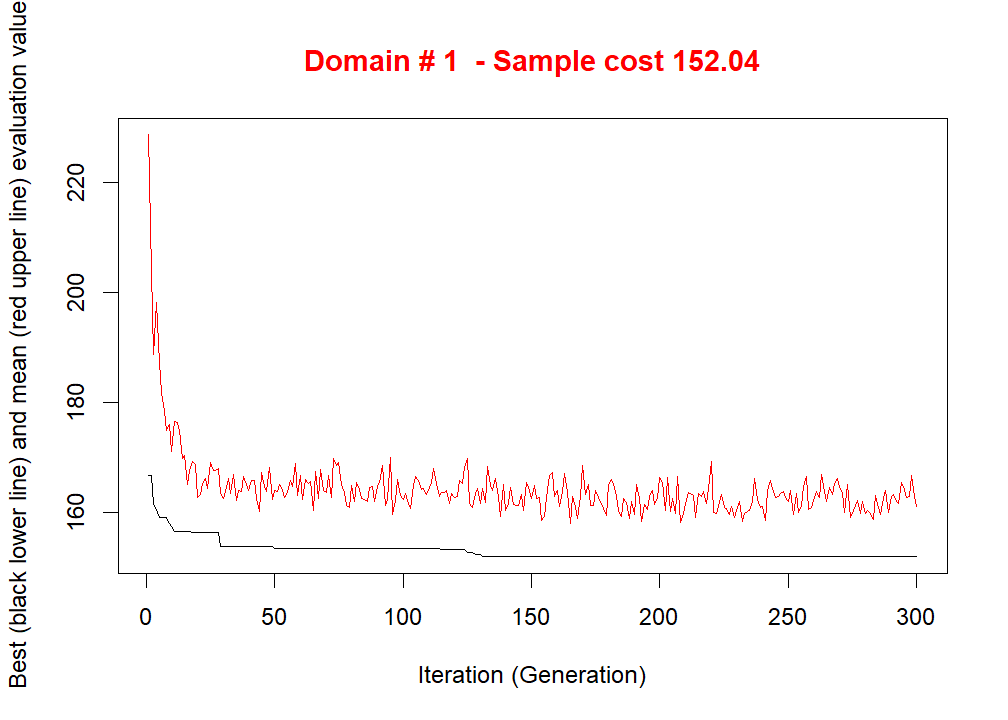 Domain # 1  - Sample cost 152.04
Best (black lower line) and mean (red upper line) evaluation value
220
200
180
160
0 50 100 150 200 250 300
Iteration (Generation)